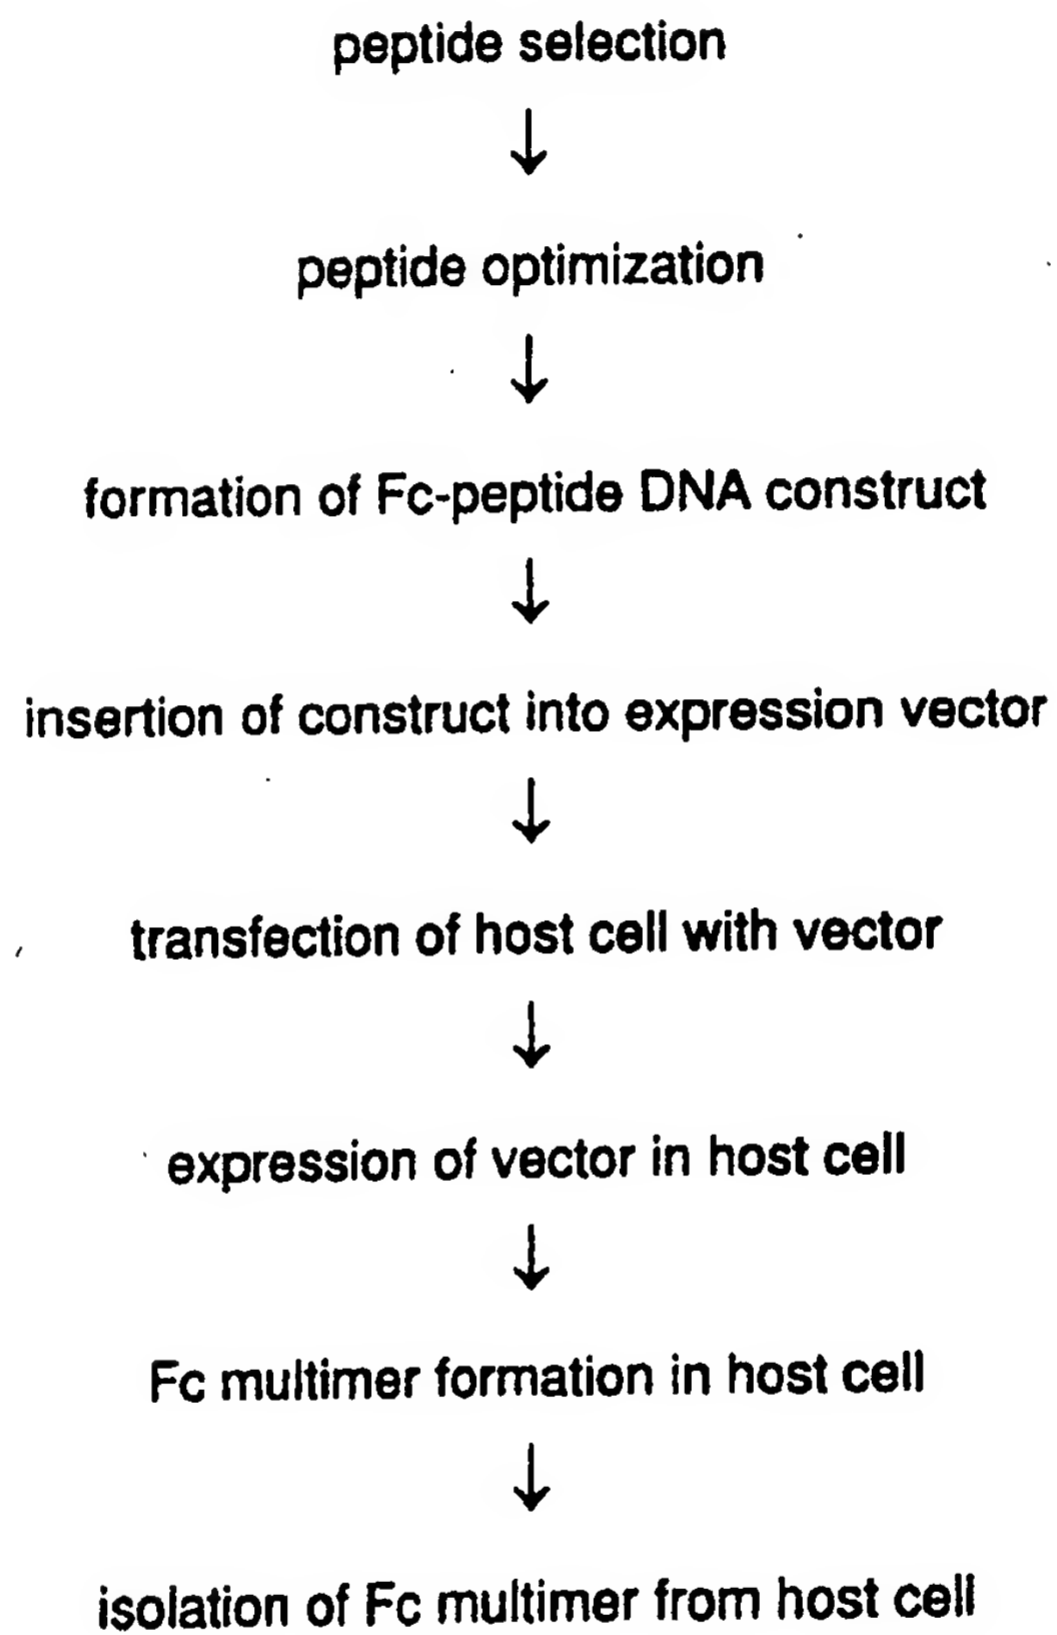 peptide selection
↓
peptide optimization
↓
formation of Fc-peptide DNA construct
↓
insertion of construct into expression vector
↓
transfection of host cell with vector
↓
expression of vector in host cell
↓
Fc multimer formation in host cell
↓
isolation of Fc multimer from host cell